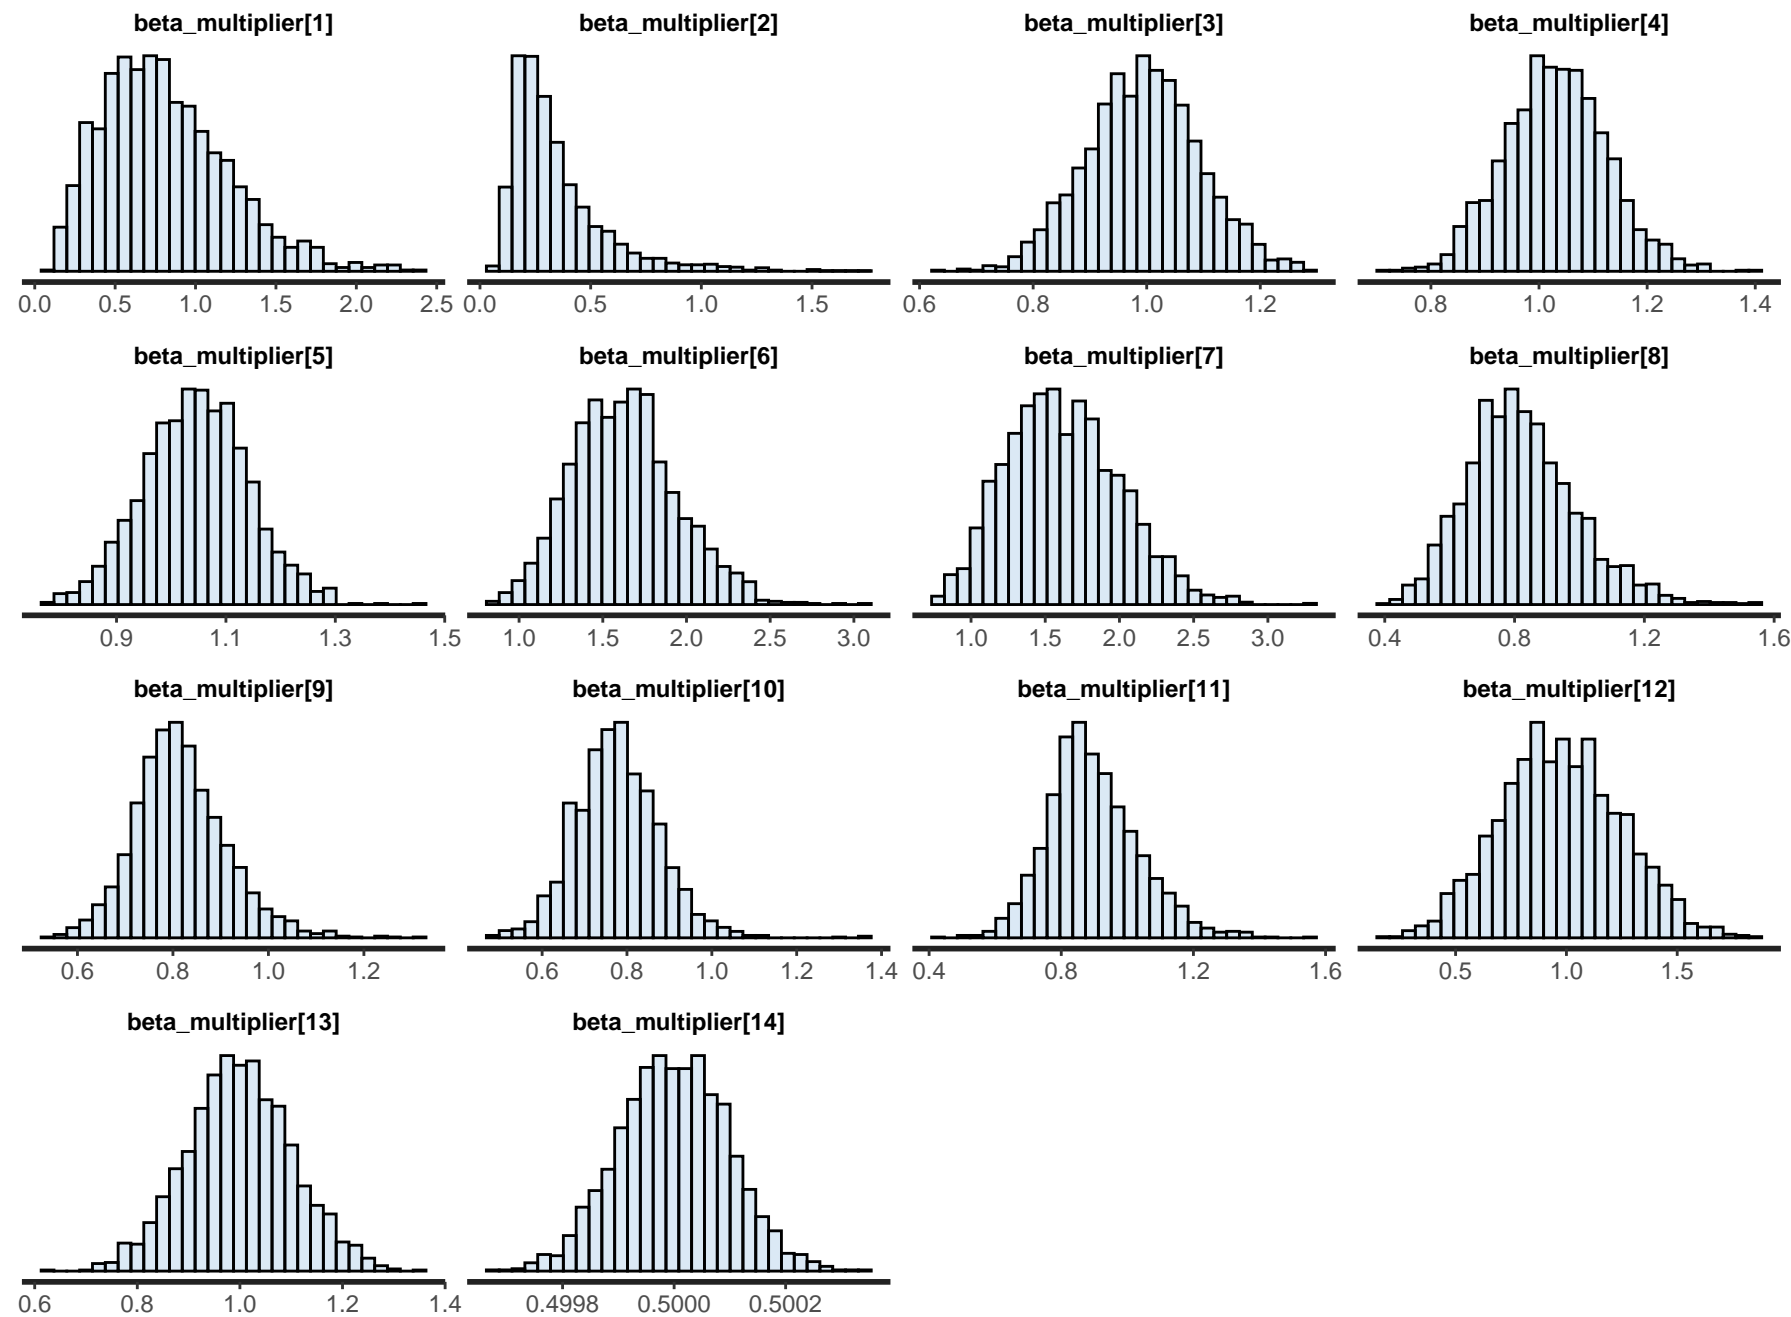 beta_multiplier[1] beta_multiplier[2] beta_multiplier[3] beta_multiplier[4]
0.0 0.5 1.0 1.5 2.0 2.5 0.0 0.5 1.0 1.5 0.6 0.8 1.0 1.2 0.8 1.0 1.2 1.4
beta_multiplier[5] beta_multiplier[6] beta_multiplier[7] beta_multiplier[8]
0.9 1.1 1.3 1.5 1.0 1.5 2.0 2.5 3.0 1.0 1.5 2.0 2.5 3.0 0.4 0.8 1.2 1.6
beta_multiplier[9] beta_multiplier[10] beta_multiplier[11] beta_multiplier[12]
0.6 0.8 1.0 1.2 0.6 0.8 1.0 1.2 1.4 0.4 0.8 1.2 1.6 0.5 1.0 1.5
beta_multiplier[13] beta_multiplier[14]
0.6 0.8 1.0 1.2 1.4 0.4998 0.5000 0.5002